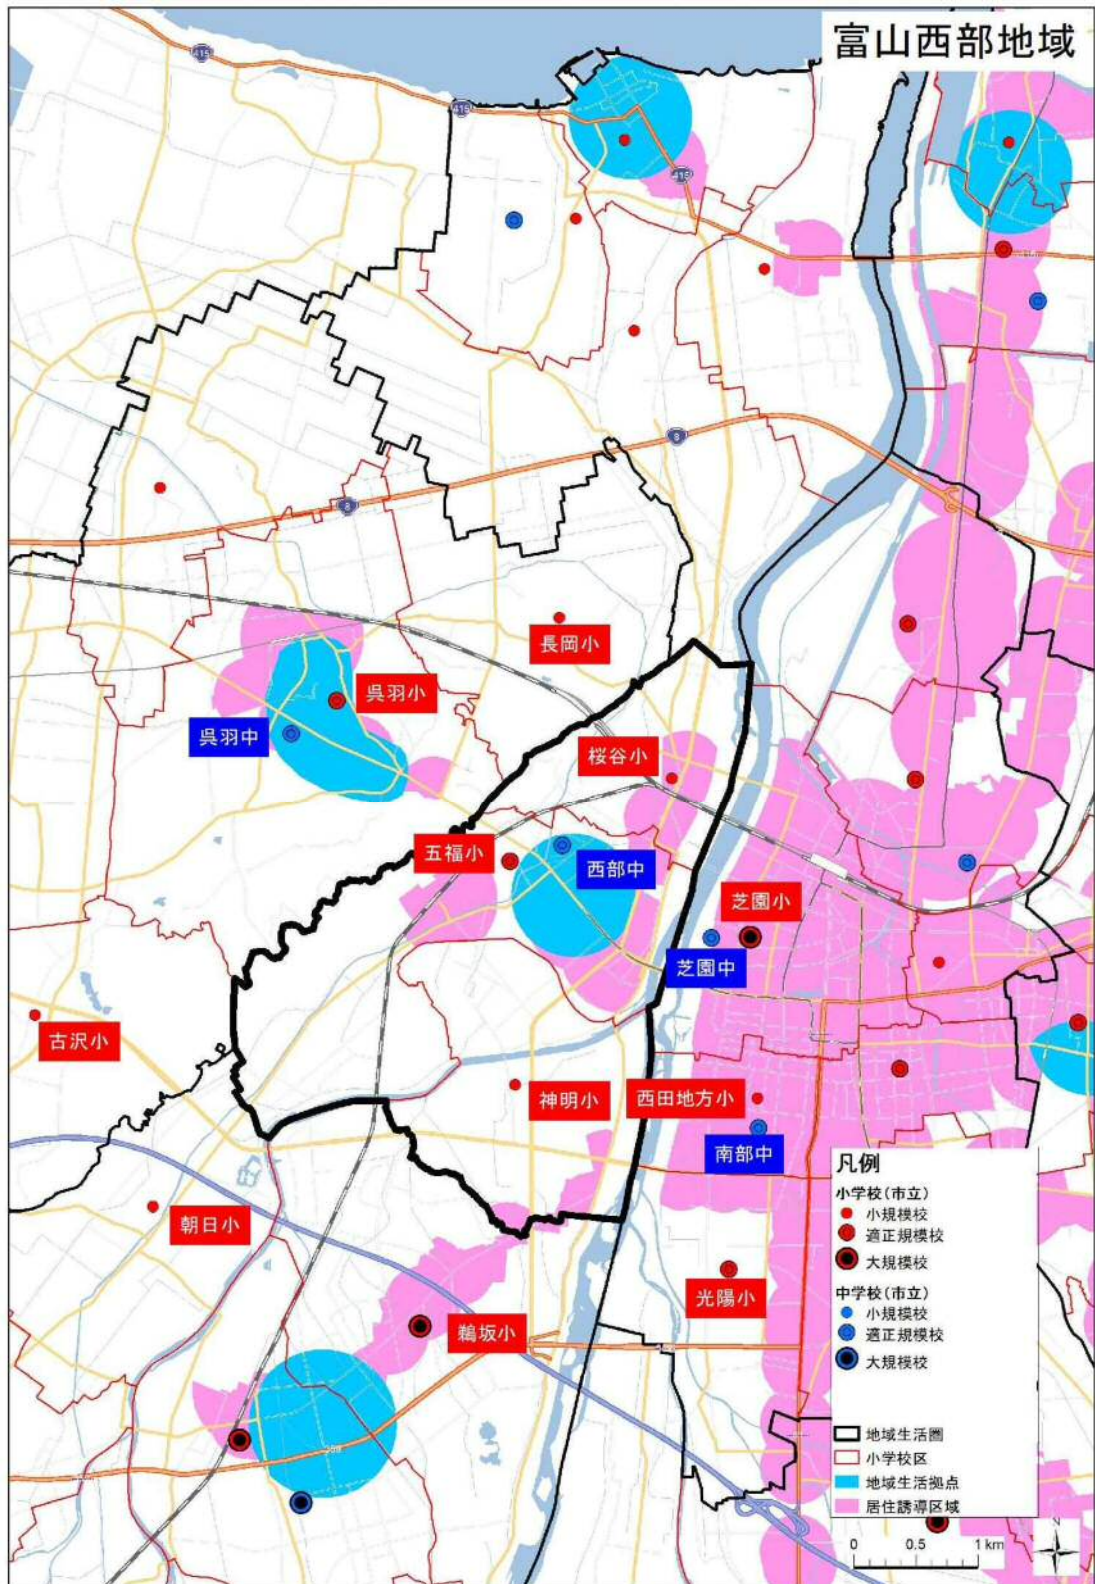 富山西部地域
415
415
415
8
8
長岡小
呉羽小
呉羽中
桜谷小
五福小
西部中
芝園小
芝園中
古沢小
神明小
西田地方小
南部中
朝日小
光陽小
鵜坂小
359
凡例
小学校(市立)
小規模校
適正規模校
大規模校
中学校(市立)
小規模校
適正規模校
大規模校
地域生活圏
小学校区
地域生活拠点
居住誘導区域
N
0 0.5 1 km